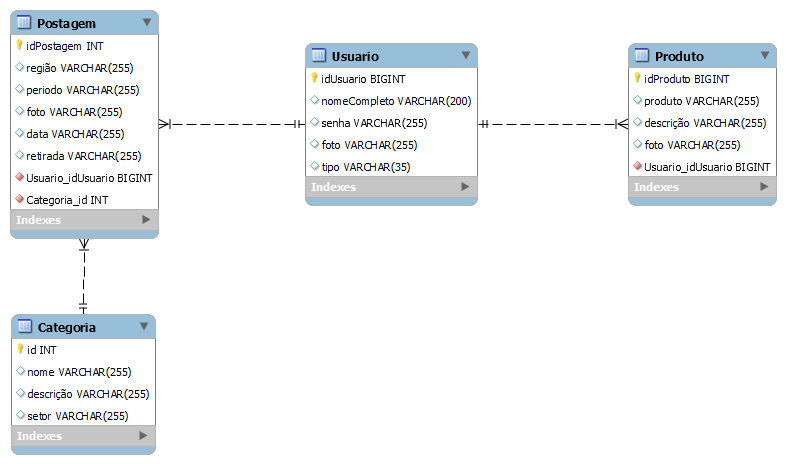 Postagem
idPostagem INT
região VARCHAR(255)
periodo VARCHAR(255)
foto VARCHAR(255)
data VARCHAR(255)
retirada VARCHAR(255)
Usuario_idUsuario BIGINT
Categoria_id INT
Indexes
Usuario
idUsuario BIGINT
nomeCompleto VARCHAR(200)
senha VARCHAR(255)
foto VARCHAR(255)
tipo VARCHAR(35)
Indexes
Produto
idProduto BIGINT
produto VARCHAR(255)
descrição VARCHAR(255)
foto VARCHAR(255)
Usuario_idUsuario BIGINT
Indexes
Categoria
id INT
nome VARCHAR(255)
descrição VARCHAR(255)
setor VARCHAR(255)
Indexes